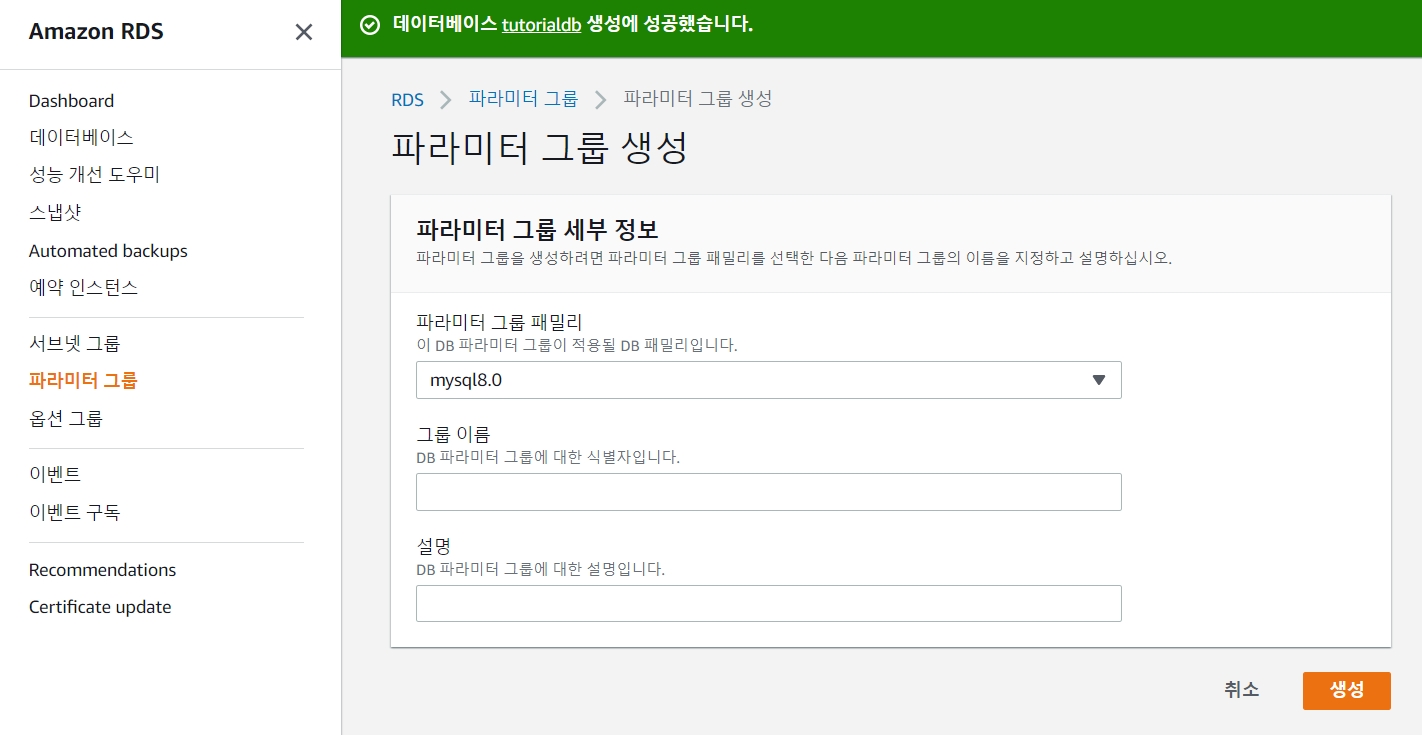 Amazon RDS
Dashboard
데이터베이스
성능 개선 도우미
스냅샷
Automated backups
예약 인스턴스
서브넷 그룹
파라미터 그룹
옵션 그룹
이벤트
이벤트 구독
Recommendations
Certificate update
데이터베이스 tutorialdb 생성에 성공했습니다.
RDS 파라미터 그룹 파라미터 그룹 생성
파라미터 그룹 생성
파라미터 그룹 세부 정보
파라미터 그룹을 생성하려면 파라미터 그룹 패밀리를 선택한 다음 파라미터 그룹의 이름을 지정하고 설명하십시오.
파라미터 그룹 패밀리
이 DB 파라미터 그룹이 적용될 DB 패밀리입니다.
mysql8.0
그룹 이름
DB 파라미터 그룹에 대한 식별자입니다.
설명
DB 파라미터 그룹에 대한 설명입니다.
취소 생성